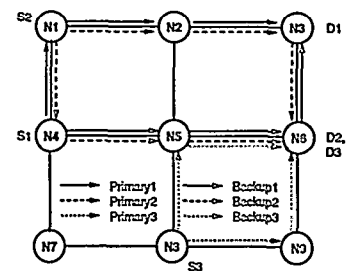 S2
N1
N2
N3
D1
S1
N4
N5
N6
D2,
D3
Primary1
Backup1
Primary2
Backup2
Primary3
Backup3
N7
N3
N9
S3